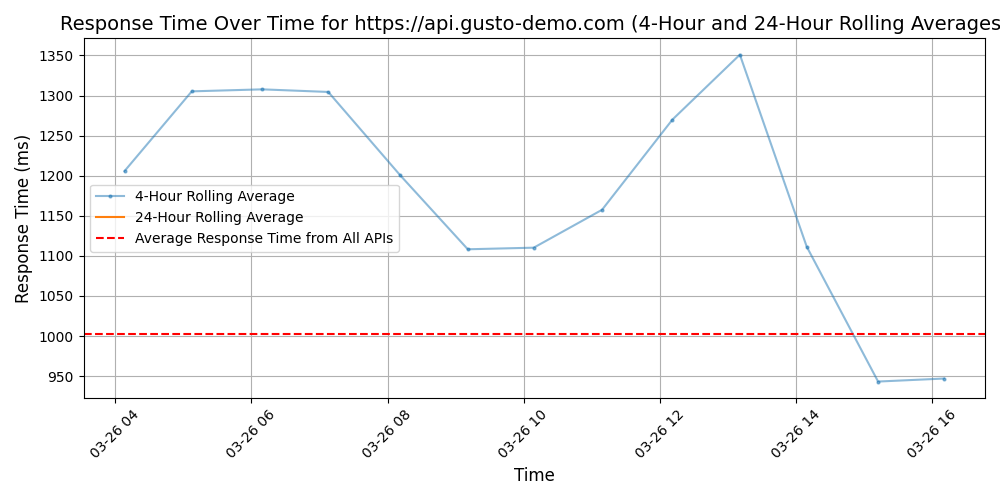 Response Time Over Time for https://api.gusto-demo.com (4-Hour and 24-Hour Rolling Averages
Response Time (ms)
1350
1300
1250
1200
1150
1100
1050
1000
950
4-Hour Rolling Average
24-Hour Rolling Average
Average Response Time from All APIs
03-26 04
03-26 06
03-26 08
03-26 10
03-26 12
03-26 14
03-26 16
Time